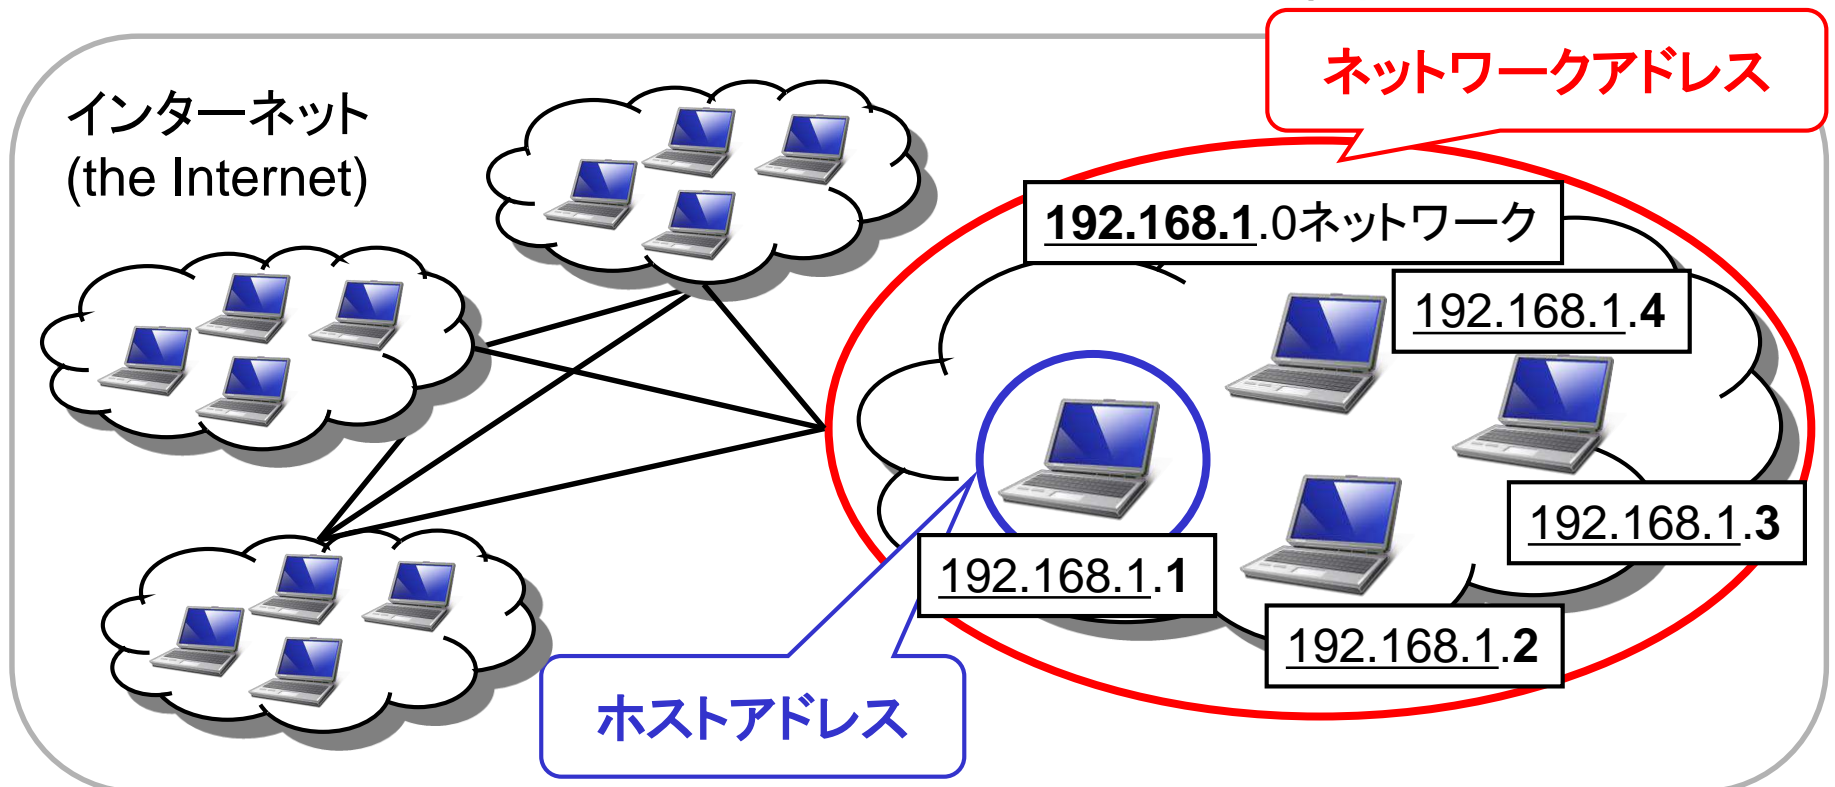 ネットワークアドレス
インターネット
(the Internet)
192.168.1.0ネットワーク
192.168.1.4
192.168.1.3
192.168.1.1
192.168.1.2
ホストアドレス